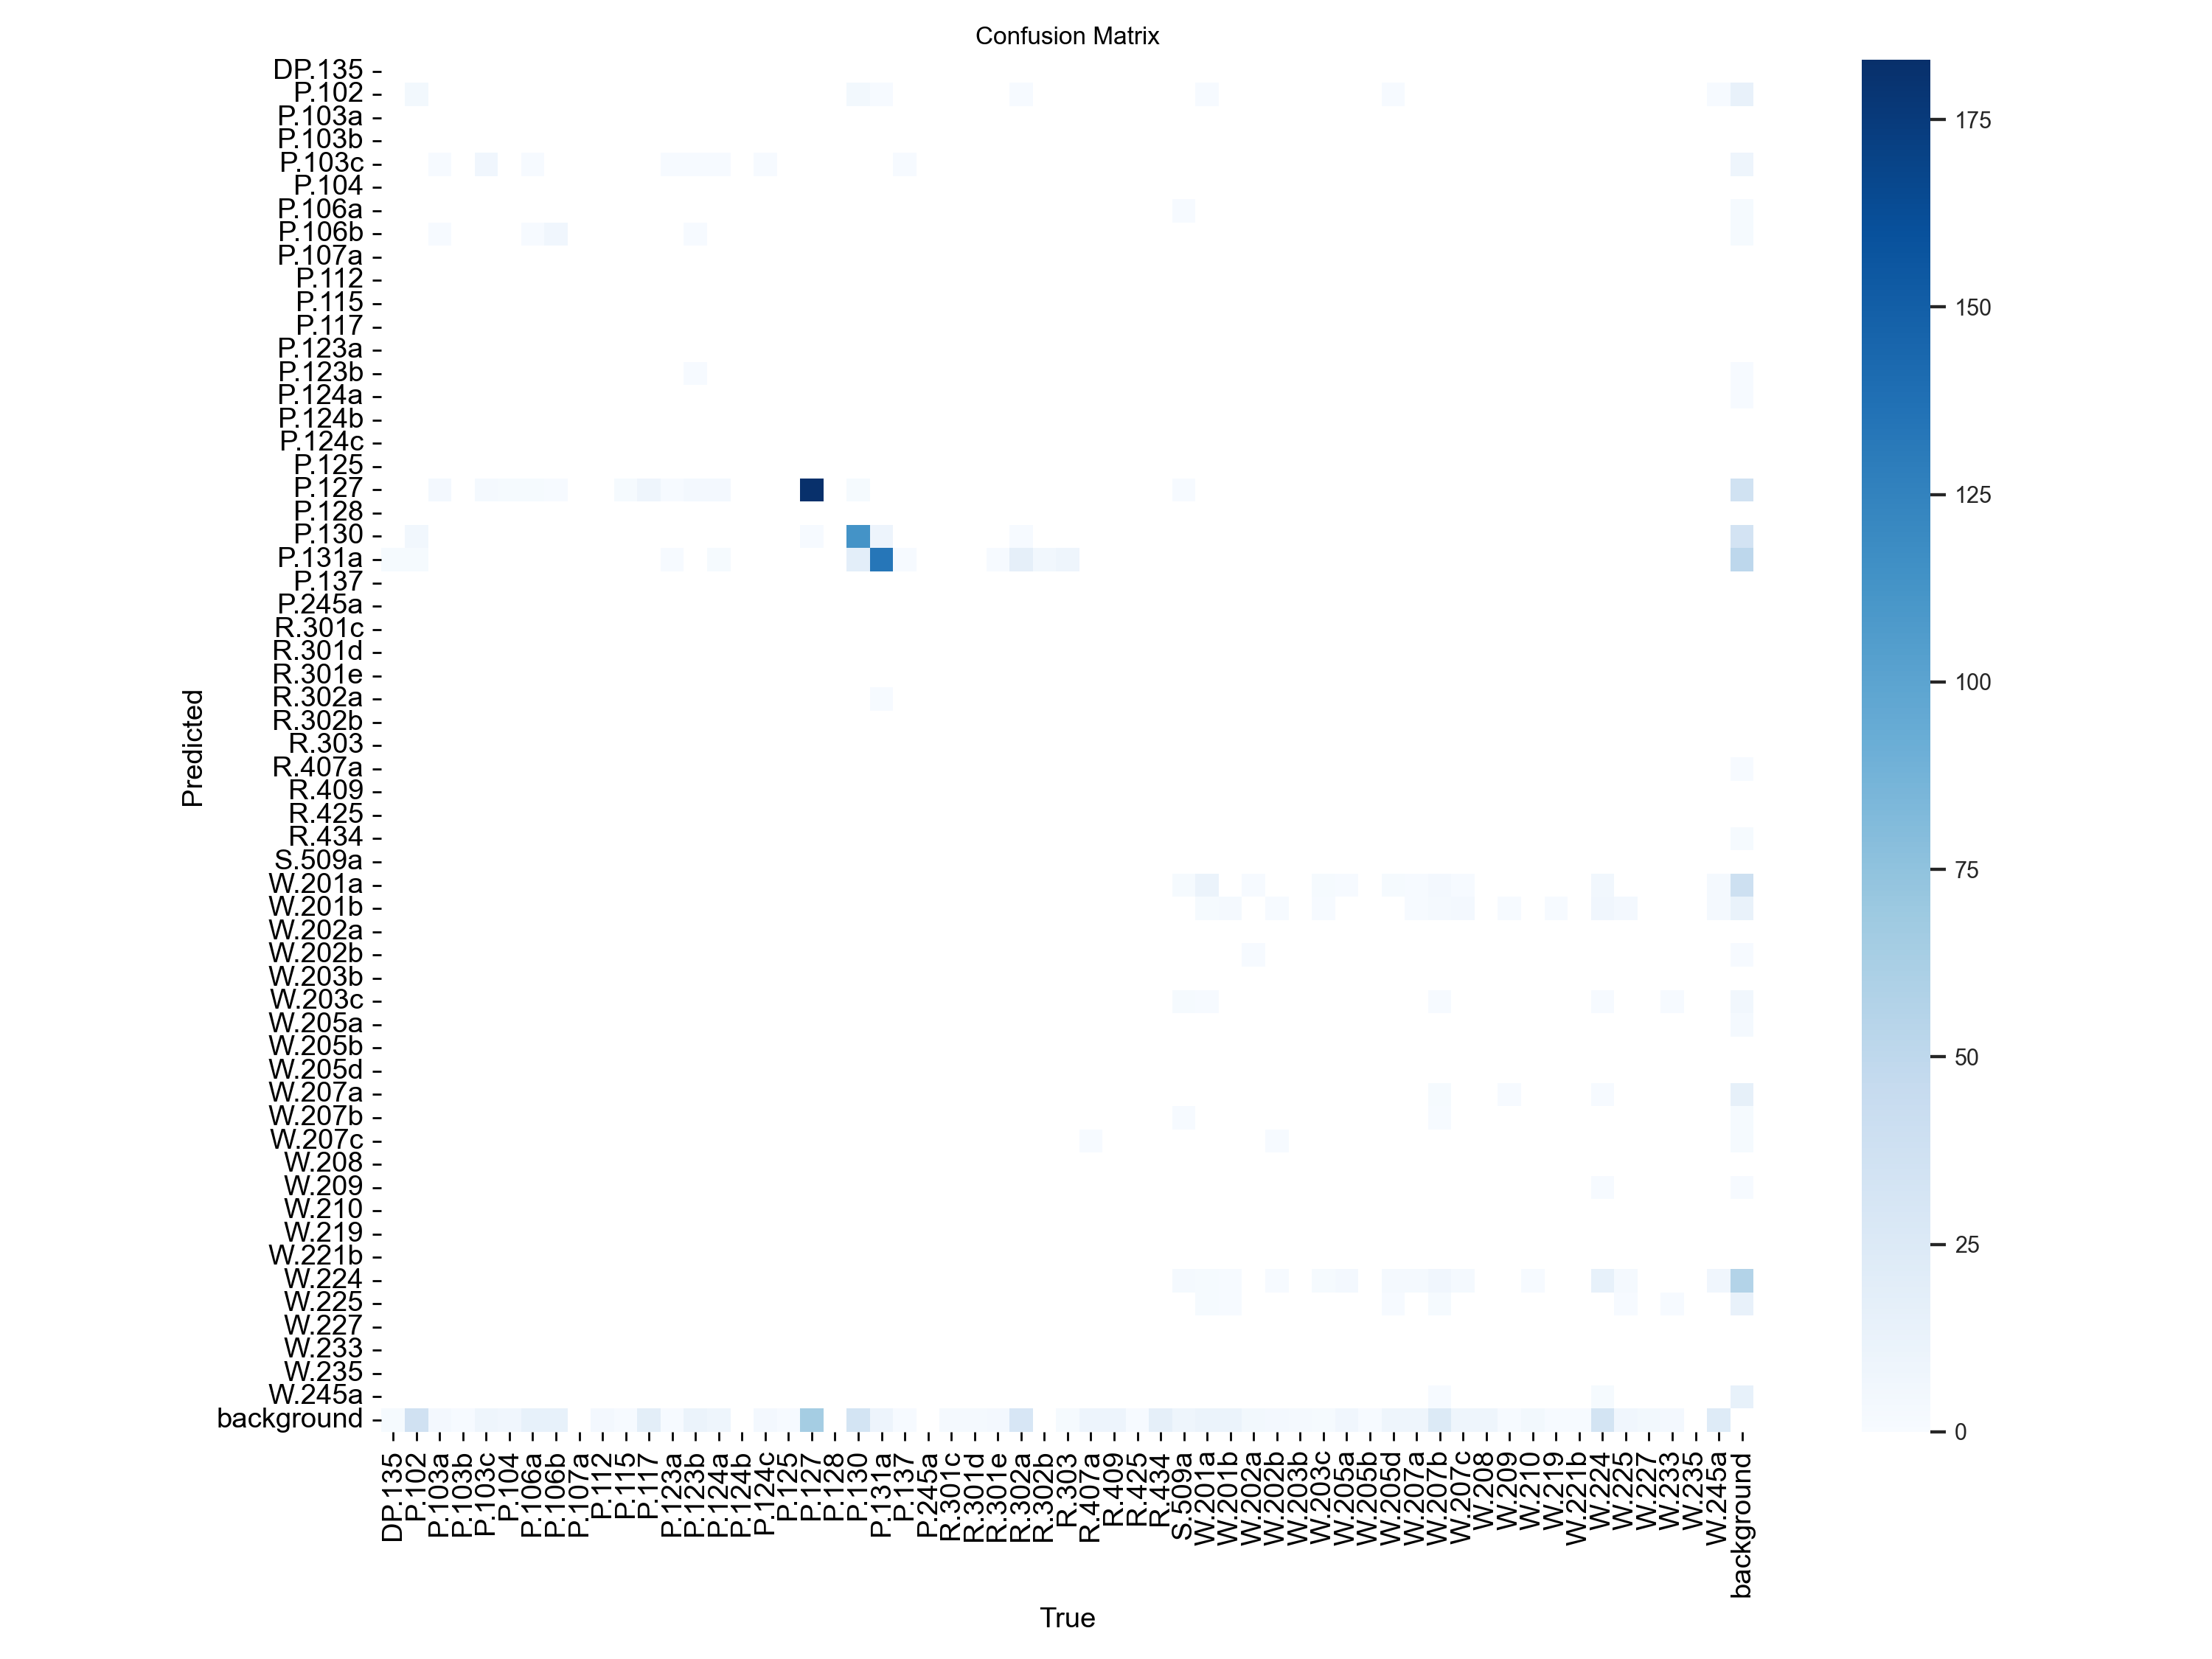 Confusion Matrix
DP.135
P.102
P.103a
P.103b
P.103c
P.104
P.106a
P.106b
P.107a
P.112
P.115
P.117
P.123a
P.123b
P.124a
P.124b
P.124c
P.125
P.127
P.128
P.130
P.131a
P.137
P.245a
R.301c
R.301d
R.301e
R.302a
R.302b
R.303
R.407a
R.409
R.425
R.434
S.509a
W.201a
W.201b
W.202a
W.202b
W.203b
W.203c
W.205a
W.205b
W.205d
W.207a
W.207b
W.207c
W.208
W.209
W.210
W.219
W.221b
W.224
W.225
W.227
W.233
W.235
W.245a
background
Predicted
DP.135
P.102
P.103a
P.103b
P.103c
P.104
P.106a
P.106b
P.107a
P.112
P.115
P.117
P.123a
P.123b
P.124a
P.124b
P.124c
P.125
P.127
P.128
P.130
P.131a
P.137
P.245a
R.301c
R.301d
R.301e
R.302a
R.302b
R.303
R.407a
R.409
R.425
R.434
S.509a
W.201a
W.201b
W.202a
W.202b
W.203b
W.203c
W.205a
W.205b
W.205d
W.207a
W.207b
W.207c
W.208
W.209
W.210
W.219
W.221b
W.224
W.225
W.227
W.233
W.235
W.245a
background
True
175
150
125
100
75
50
25
0